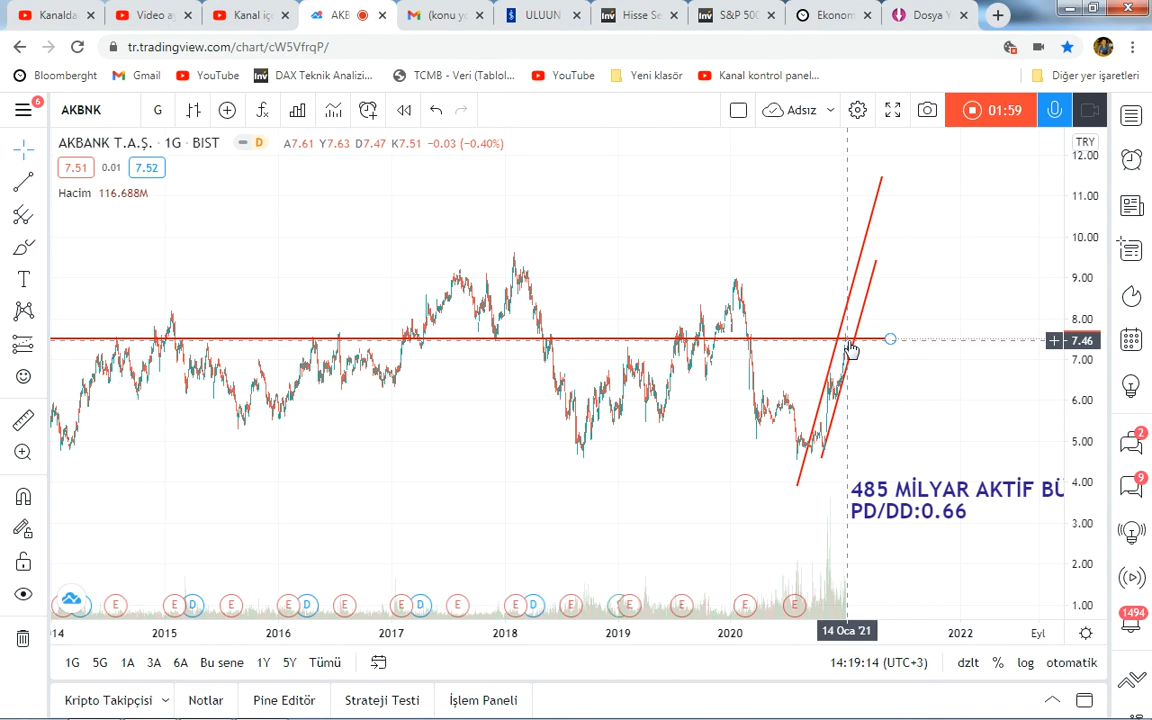 Kanalda
Video a
Kanal iç
AKB
(konu y
ULUUN
Hisse Se
S&P 500
Ekonom
Dosya Y
tr.tradingview.com/chart/cW5VfrqP/
Bloomberght
Gmail
YouTube
DAX Teknik Analizi...
TCMB - Veri (Tablol...
YouTube
Yeni klasör
Kanal kontrol panel...
Diğer yer işaretleri
6
AKBNK
G
Adsız
01:59
AKBANK T.A.Ş. · 1G · BIST
D
A7.61 Y7.63 D7.47 K7.51 −0.03 (−0.40%)
TRY
7.51
0.01
7.52
Hacim 116.688M
12.00
11.00
10.00
9.00
8.00
7.46
7.00
6.00
5.00
4.00
3.00
2.00
1.00
485 MİLYAR AKTİF BÜ
PD/DD:0.66
2
9
1494
E
E
D
E
E
D
E
E
D
E
E
D
E
E
E
E
E
14
2015
2016
2017
2018
2019
2020
14 Oca '21
2022
Eyl
1G
5G
1A
3A
6A
Bu sene
1Y
5Y
Tümü
14:19:14 (UTC+3)
dzlt
%
log
otomatik
Kripto Takipçisi
Notlar
Pine Editör
Strateji Testi
İşlem Paneli